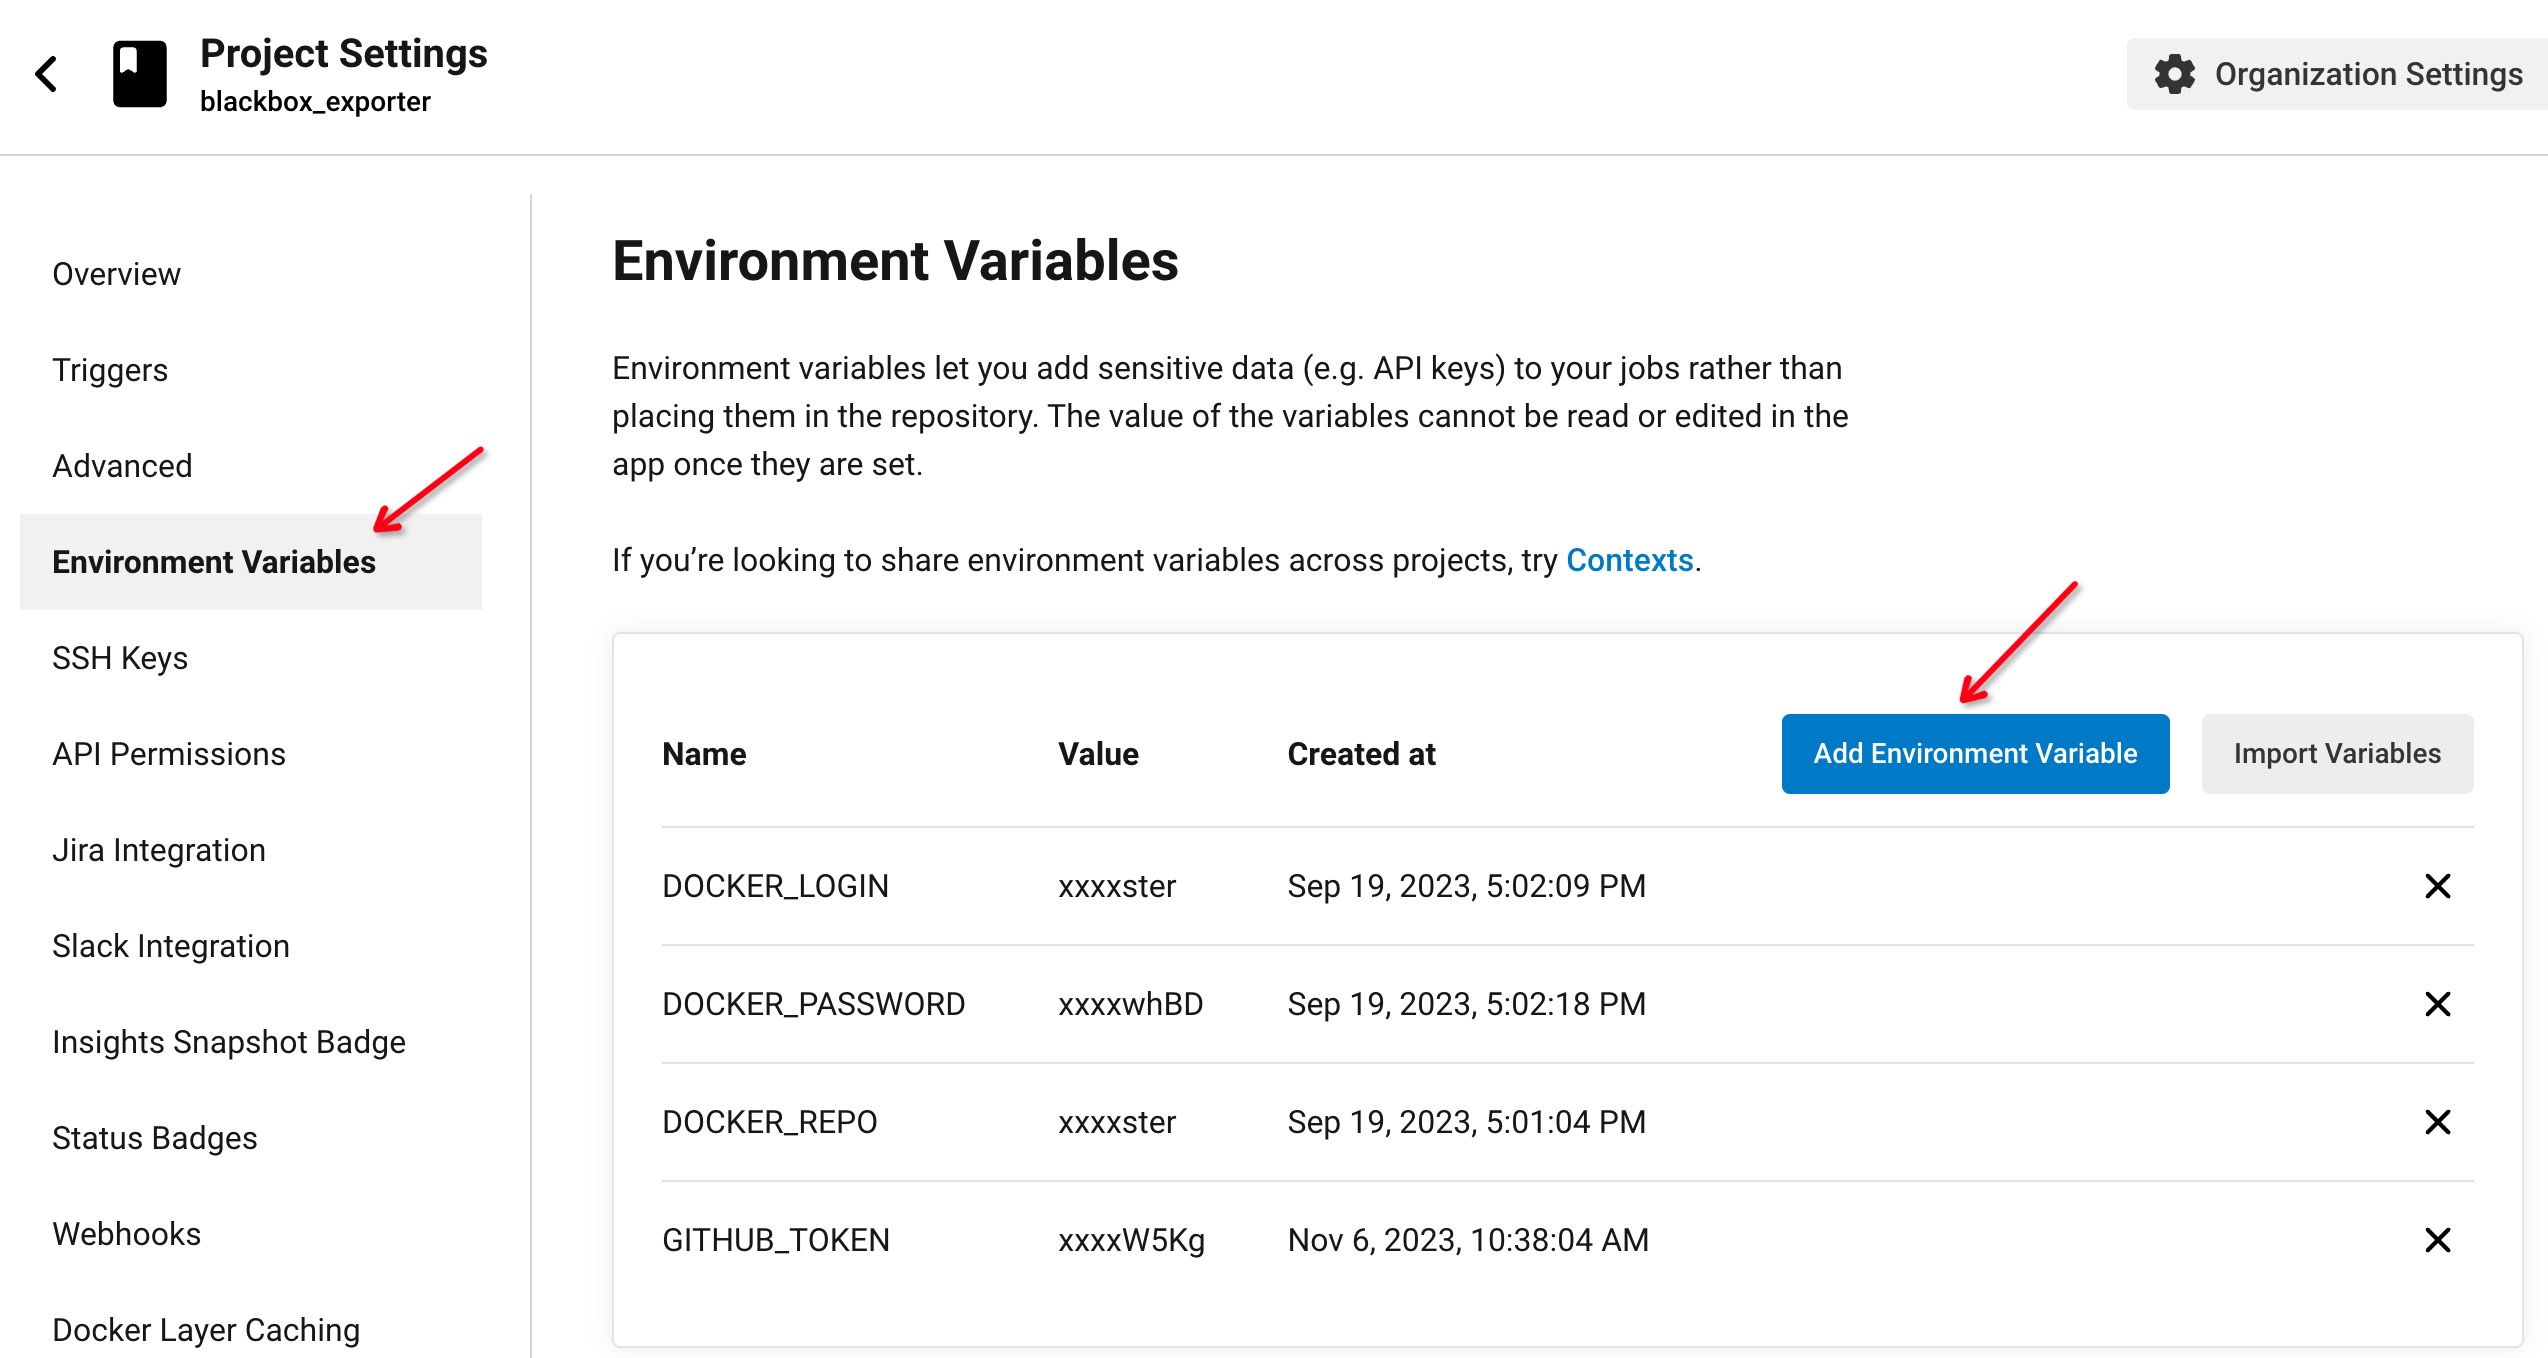 Project Settings
blackbox_exporter
Organization Settings
Overview
Triggers
Advanced
Environment Variables
SSH Keys
API Permissions
Jira Integration
Slack Integration
Insights Snapshot Badge
Status Badges
Webhooks
Docker Layer Caching
Environment Variables
Environment variables let you add sensitive data (e.g. API keys) to your jobs rather than
placing them in the repository. The value of the variables cannot be read or edited in the
app once they are set.
If you’re looking to share environment variables across projects, try Contexts.
Name Value Created at Add Environment Variable Import Variables
DOCKER_LOGIN xxxxster Sep 19, 2023, 5:02:09 PM
DOCKER_PASSWORD xxxxwhBD Sep 19, 2023, 5:02:18 PM
DOCKER_REPO xxxxster Sep 19, 2023, 5:01:04 PM
GITHUB_TOKEN xxxxW5Kg Nov 6, 2023, 10:38:04 AM